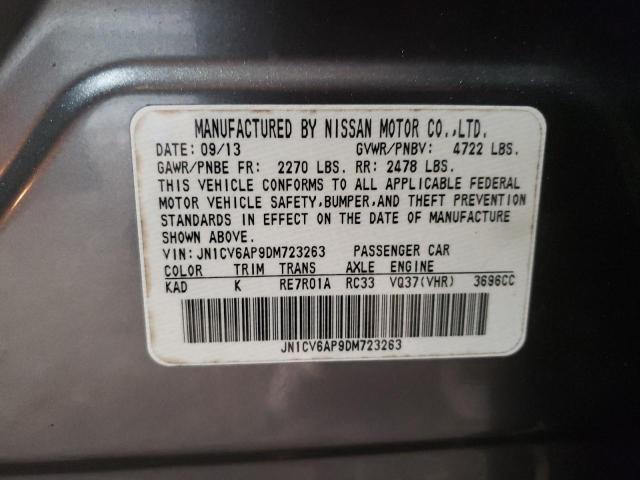 MANUFACTURED BY NISSAN MOTOR CO.,LTD.
DATE: 09/13 GVWR/PNBV: 4722 LBS.
GAWR/PNBE FR: 2270 LBS. RR: 2478 LBS.
THIS VEHICLE CONFORMS TO ALL APPLICABLE FEDERAL
MOTOR VEHICLE SAFETY,BUMPER,AND THEFT PREVENTION
STANDARDS IN EFFECT ON THE DATE OF MANUFACTURE
SHOWN ABOVE.
VIN: JN1CV6AP9DM723263 PASSENGER CAR
COLOR TRIM TRANS AXLE ENGINE
KAD K RE7R01A RC33 VQ37(VHR) 3696CC
JN1CV6AP9DM723263